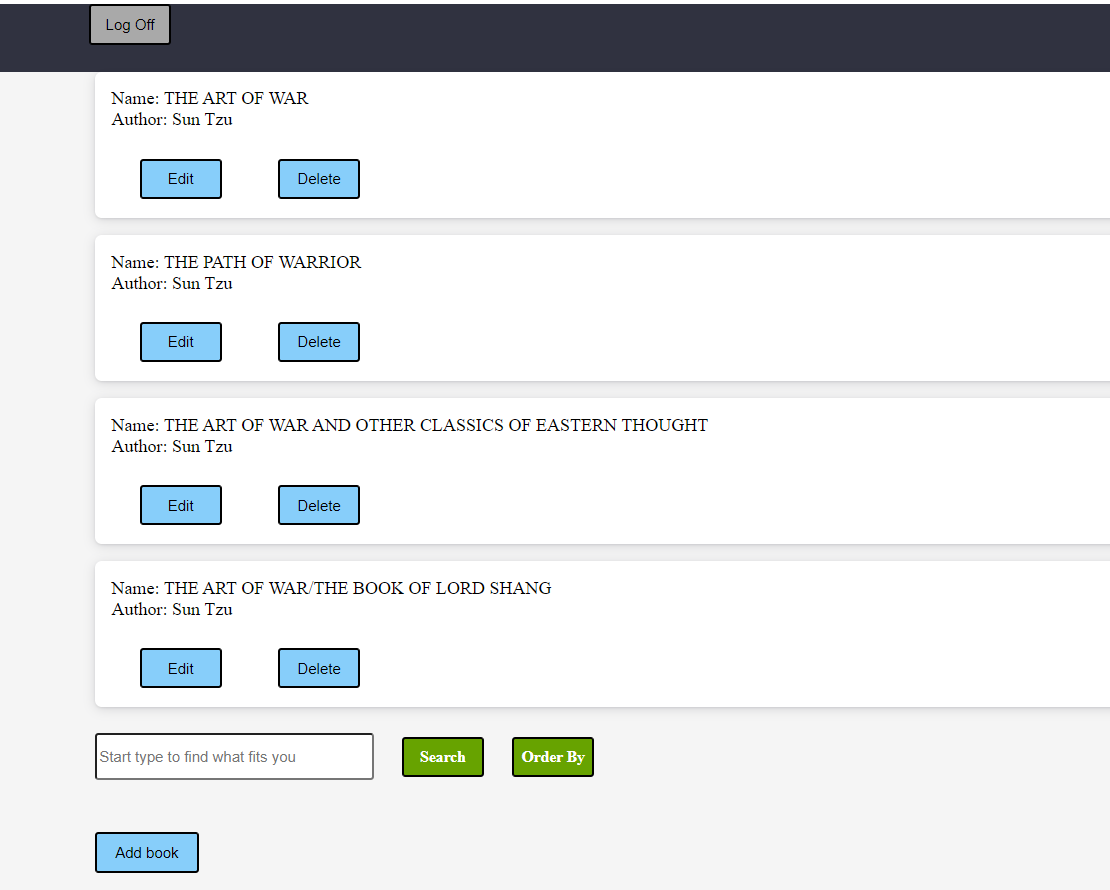 Log Off
Name: THE ART OF WAR
Author: Sun Tzu
Edit Delete
Name: THE PATH OF WARRIOR
Author: Sun Tzu
Edit Delete
Name: THE ART OF WAR AND OTHER CLASSICS OF EASTERN THOUGHT
Author: Sun Tzu
Edit Delete
Name: THE ART OF WAR/THE BOOK OF LORD SHANG
Author: Sun Tzu
Edit Delete
Start type to find what fits you Search Order By
Add book